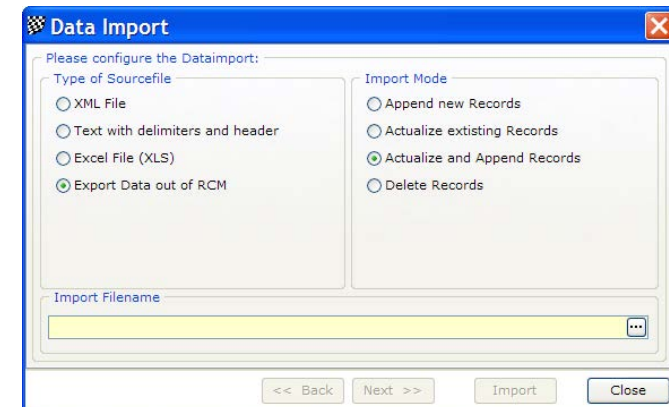 Data Import
Please configure the Dataimport:
Type of Sourcefile
XML File
Text with delimiters and header
Excel File (XLS)
Export Data out of RCM
Import Mode
Append new Records
Actualize extisting Records
Actualize and Append Records
Delete Records
Import Filename
...
<< Back
Next >>
Import
Close